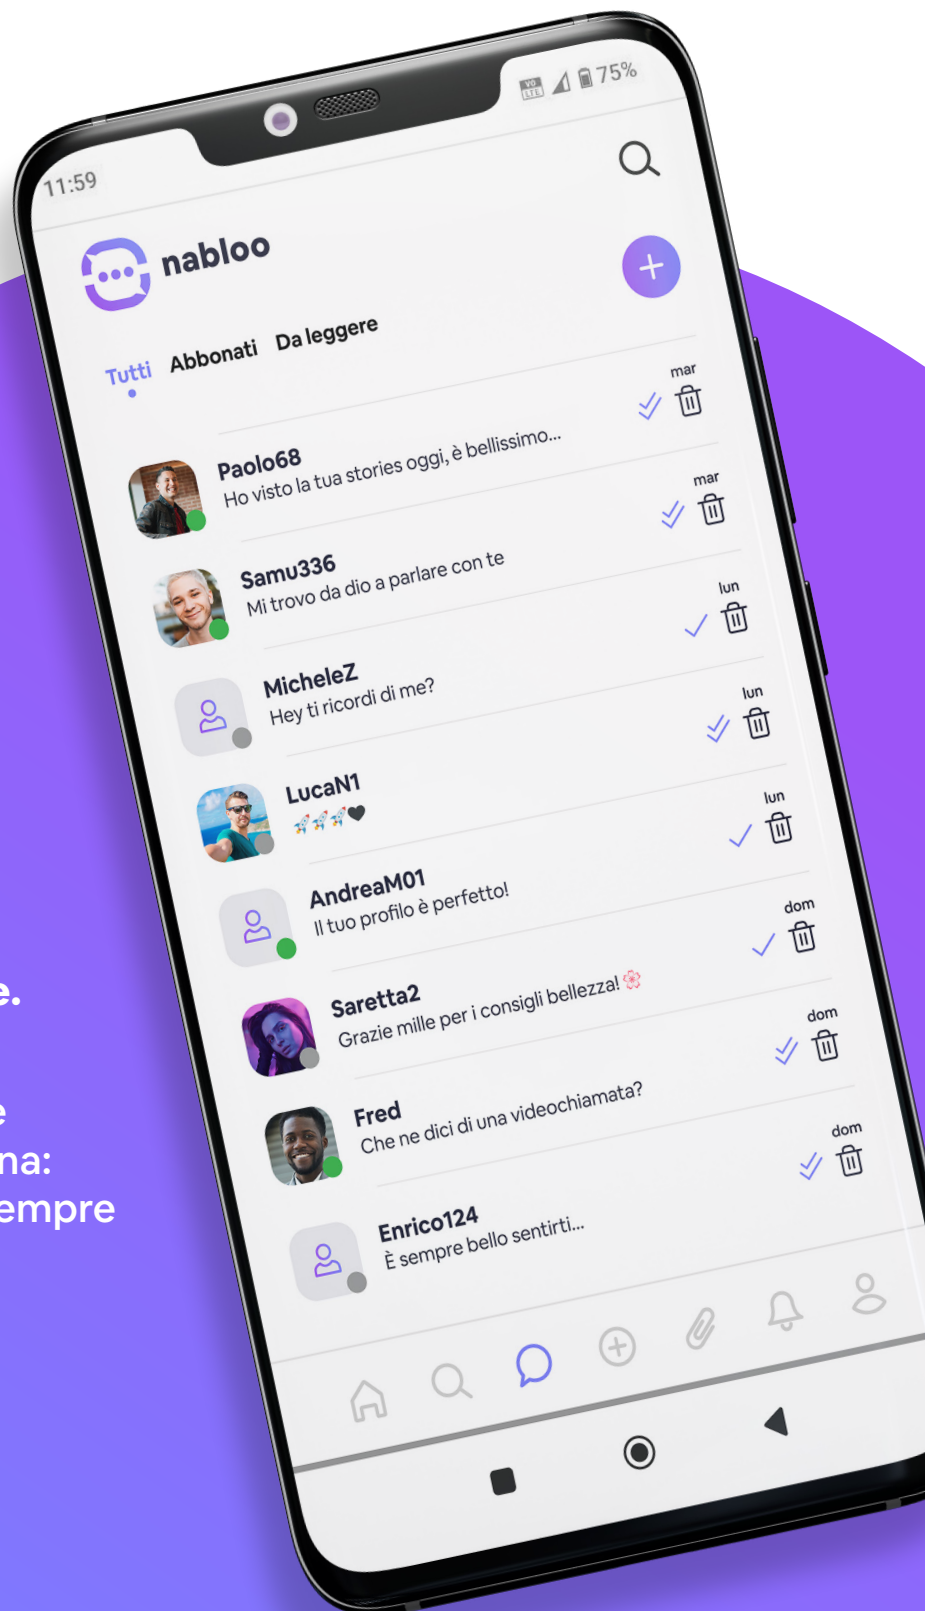 11:59
VO LTE 75%
nabloo
Tutti Abbonati Da leggere
mar
Paolo68
Ho visto la tua stories oggi, è bellissimo...
mar
Samu336
Mi trovo da dio a parlare con te
lun
MicheleZ
Hey ti ricordi di me?
lun
LucaN1
🚀🚀🚀🖤
lun
AndreaM01
Il tuo profilo è perfetto!
dom
Saretta2
Grazie mille per i consigli bellezza! 🌸
dom
Fred
Che ne dici di una videochiamata?
dom
Enrico124
È sempre bello sentirti...
e.
e
na:
empre